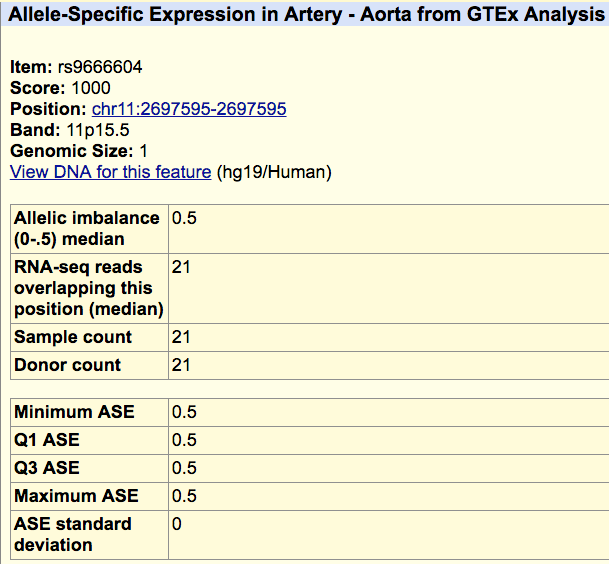 Allele-Specific Expression in Artery - Aorta from GTEx Analysis
Item: rs9666604
Score: 1000
Position: chr11:2697595-2697595
Band: 11p15.5
Genomic Size: 1
View DNA for this feature (hg19/Human)
Allelic imbalance 0.5
(0-.5) median
RNA-seq reads 21
overlapping this
position (median)
Sample count 21
Donor count 21
Minimum ASE 0.5
Q1 ASE 0.5
Q3 ASE 0.5
Maximum ASE 0.5
ASE standard 0
deviation